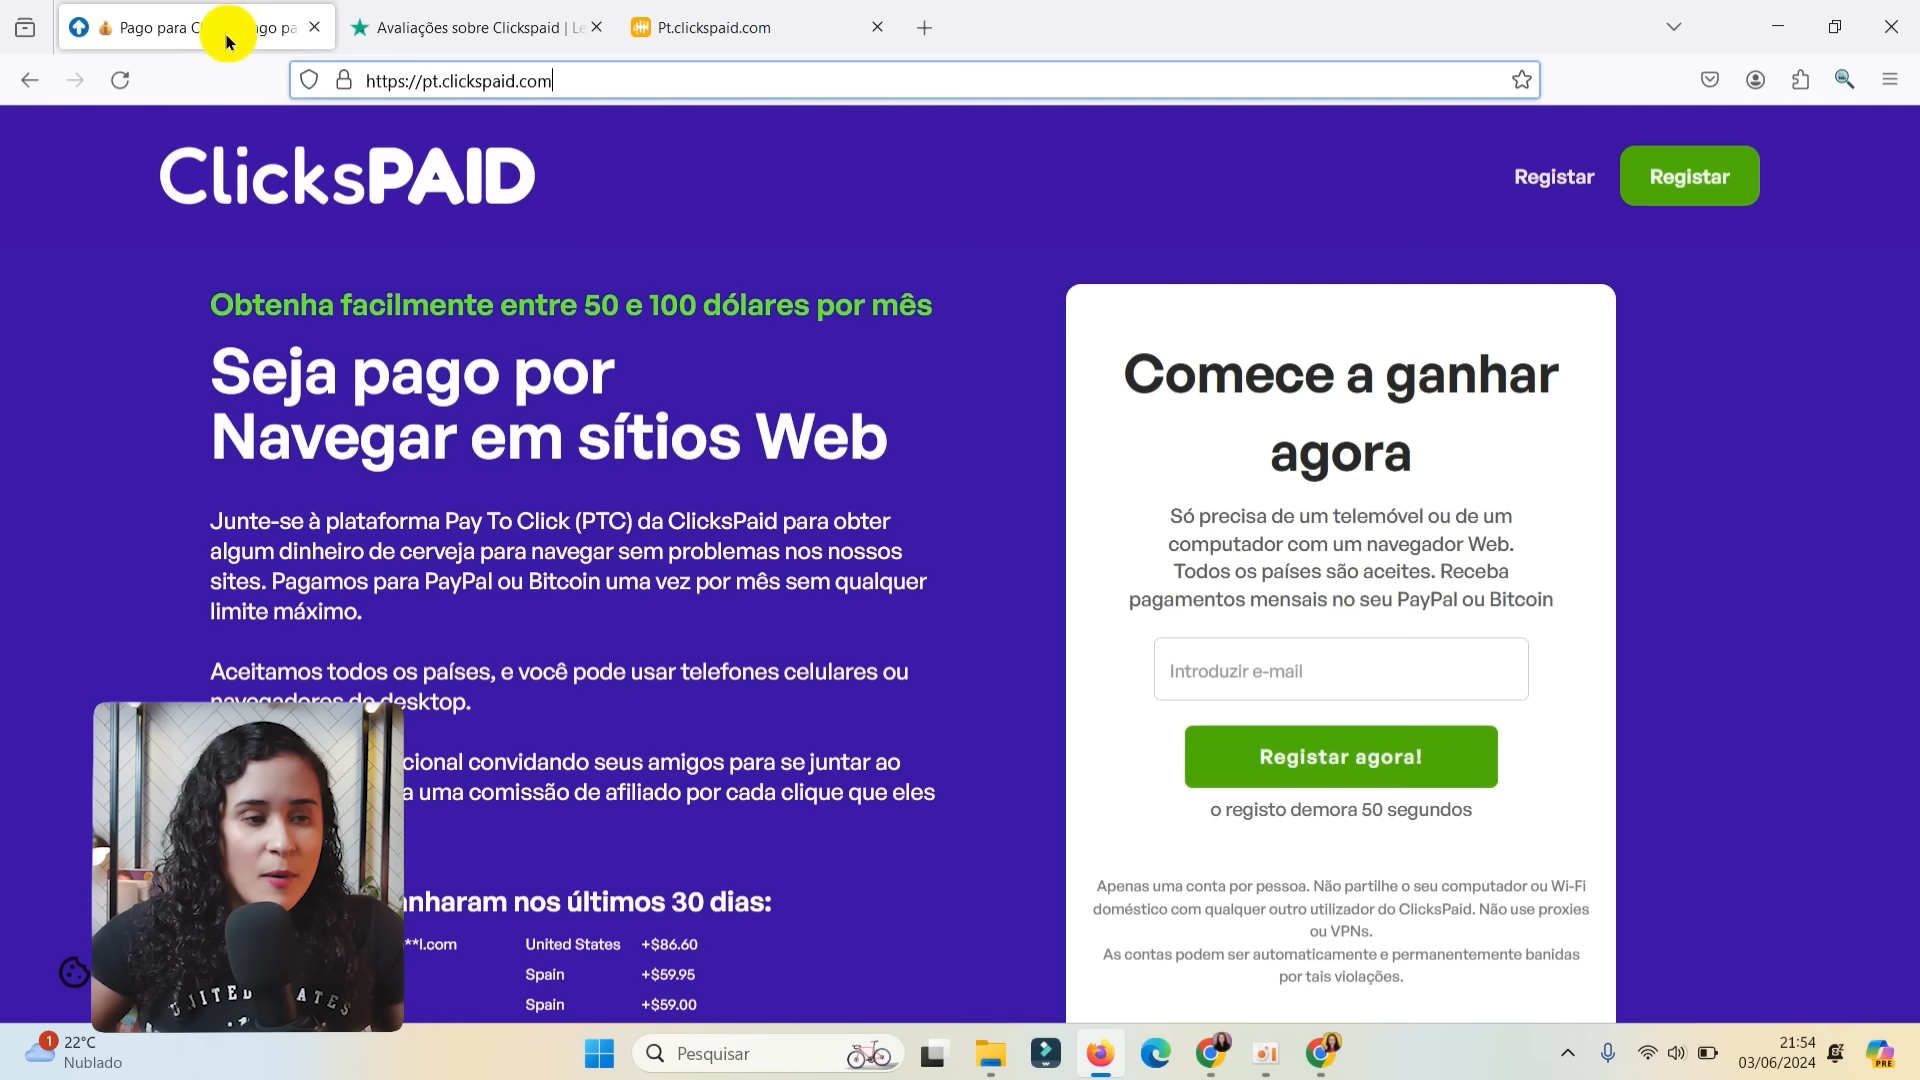 Pago para C
go pa
Avaliações sobre Clickspaid | Le
Pt.clickspaid.com
https://pt.clickspaid.com
ClicksPAID
Registar
Registar
Obtenha facilmente entre 50 e 100 dólares por mês
Seja pago por
Navegar em sítios Web
Junte-se à plataforma Pay To Click (PTC) da ClicksPaid para obter
algum dinheiro de cerveja para navegar sem problemas nos nossos
sites. Pagamos para PayPal ou Bitcoin uma vez por mês sem qualquer
limite máximo.
Aceitamos todos os países, e você pode usar telefones celulares ou
navegadores de desktop.
cional convidando seus amigos para se juntar ao
a uma comissão de afiliado por cada clique que eles
nharam nos últimos 30 dias:
**l.com United States +$86.60
Spain +$59.95
Spain +$59.00
Comece a ganhar
agora
Só precisa de um telemóvel ou de um
computador com um navegador Web.
Todos os países são aceites. Receba
pagamentos mensais no seu PayPal ou Bitcoin
Introduzir e-mail
Registar agora!
o registo demora 50 segundos
Apenas uma conta por pessoa. Não partilhe o seu computador ou Wi-Fi
doméstico com qualquer outro utilizador do ClicksPaid. Não use proxies
ou VPNs.
As contas podem ser automaticamente e permanentemente banidas
por tais violações.
UNITED STATES
1
22°C
Nublado
Pesquisar
21:54
03/06/2024
PRE